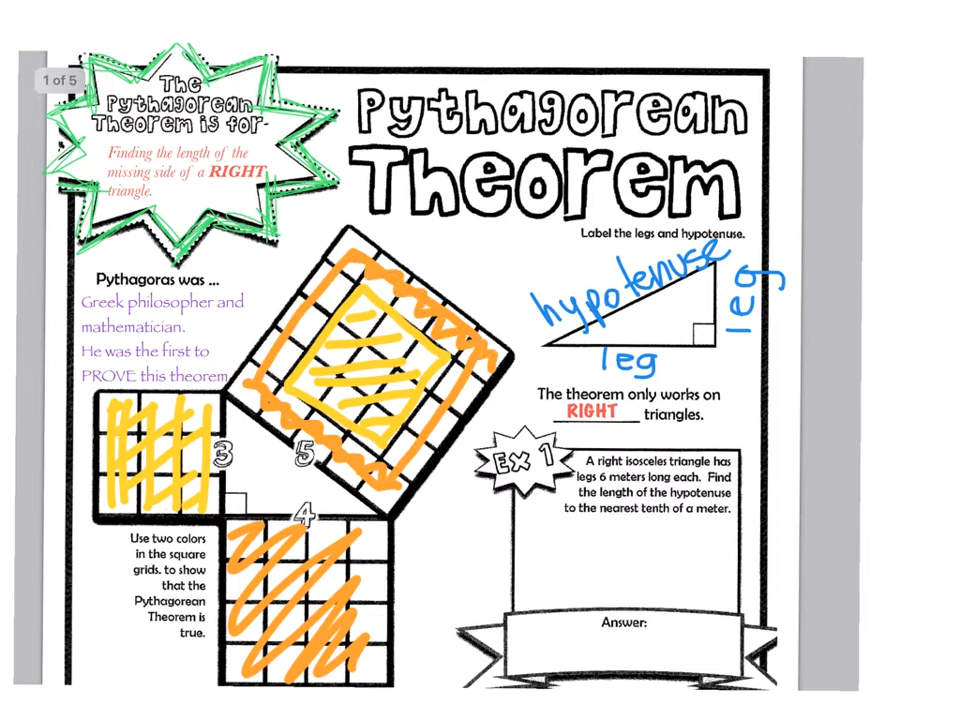 1 of 5
The
Pythagorean
Theorem is for-
Finding the length of the
missing side of a RIGHT
triangle.
Pythagorean
Theorem
Label the legs and hypotenuse.
hypotenuse
leg
leg
Pythagoras was ...
Greek philosopher and
mathematician.
He was the first to
PROVE this theorem
3
5
4
Use two colors
in the square
grids. to show
that the
Pythagorean
Theorem is
true.
The theorem only works on
RIGHT triangles.
EX 1
A right isosceles triangle has
legs 6 meters long each. Find
the length of the hypotenuse
to the nearest tenth of a meter.
Answer: